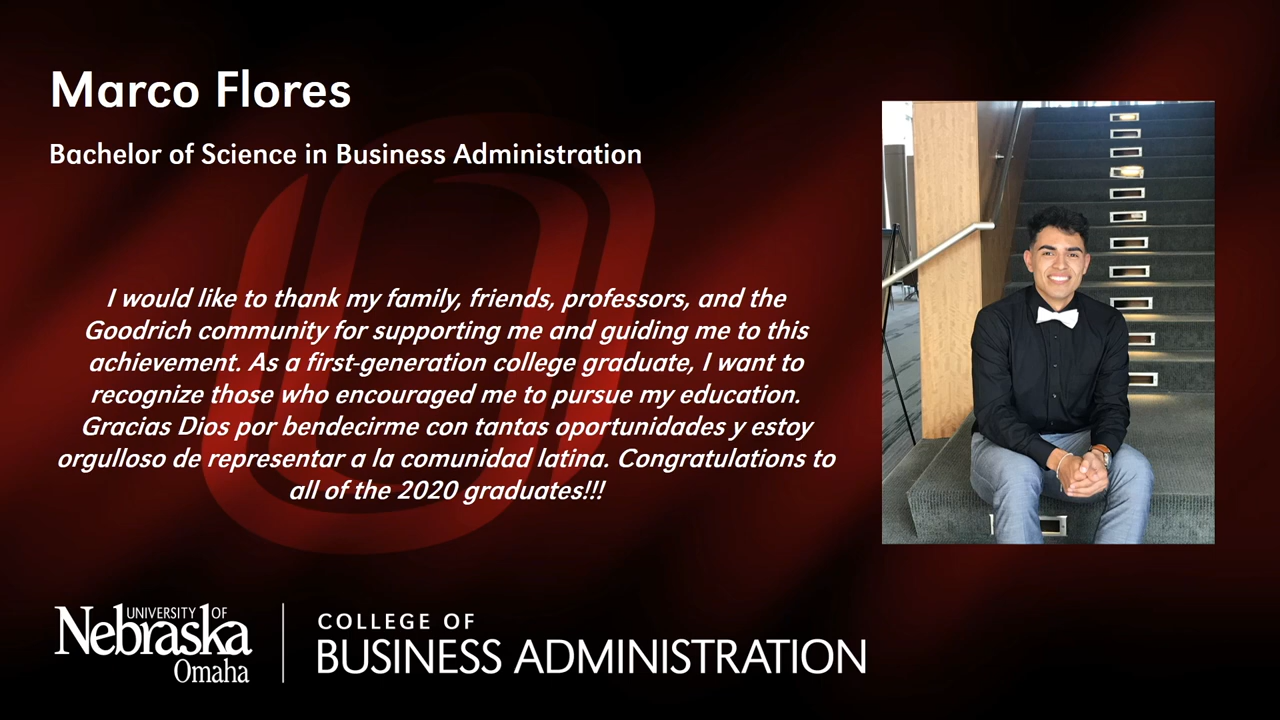 Marco Flores
Bachelor of Science in Business Administration
I would like to thank my family, friends, professors, and the
Goodrich community for supporting me and guiding me to this
achievement. As a first-generation college graduate, I want to
recognize those who encouraged me to pursue my education.
Gracias Dios por bendecirme con tantas oportunidades y estoy
orgulloso de representar a la comunidad latina. Congratulations to
all of the 2020 graduates!!!
UNIVERSITY OF
Nebraska
Omaha
COLLEGE OF
BUSINESS ADMINISTRATION